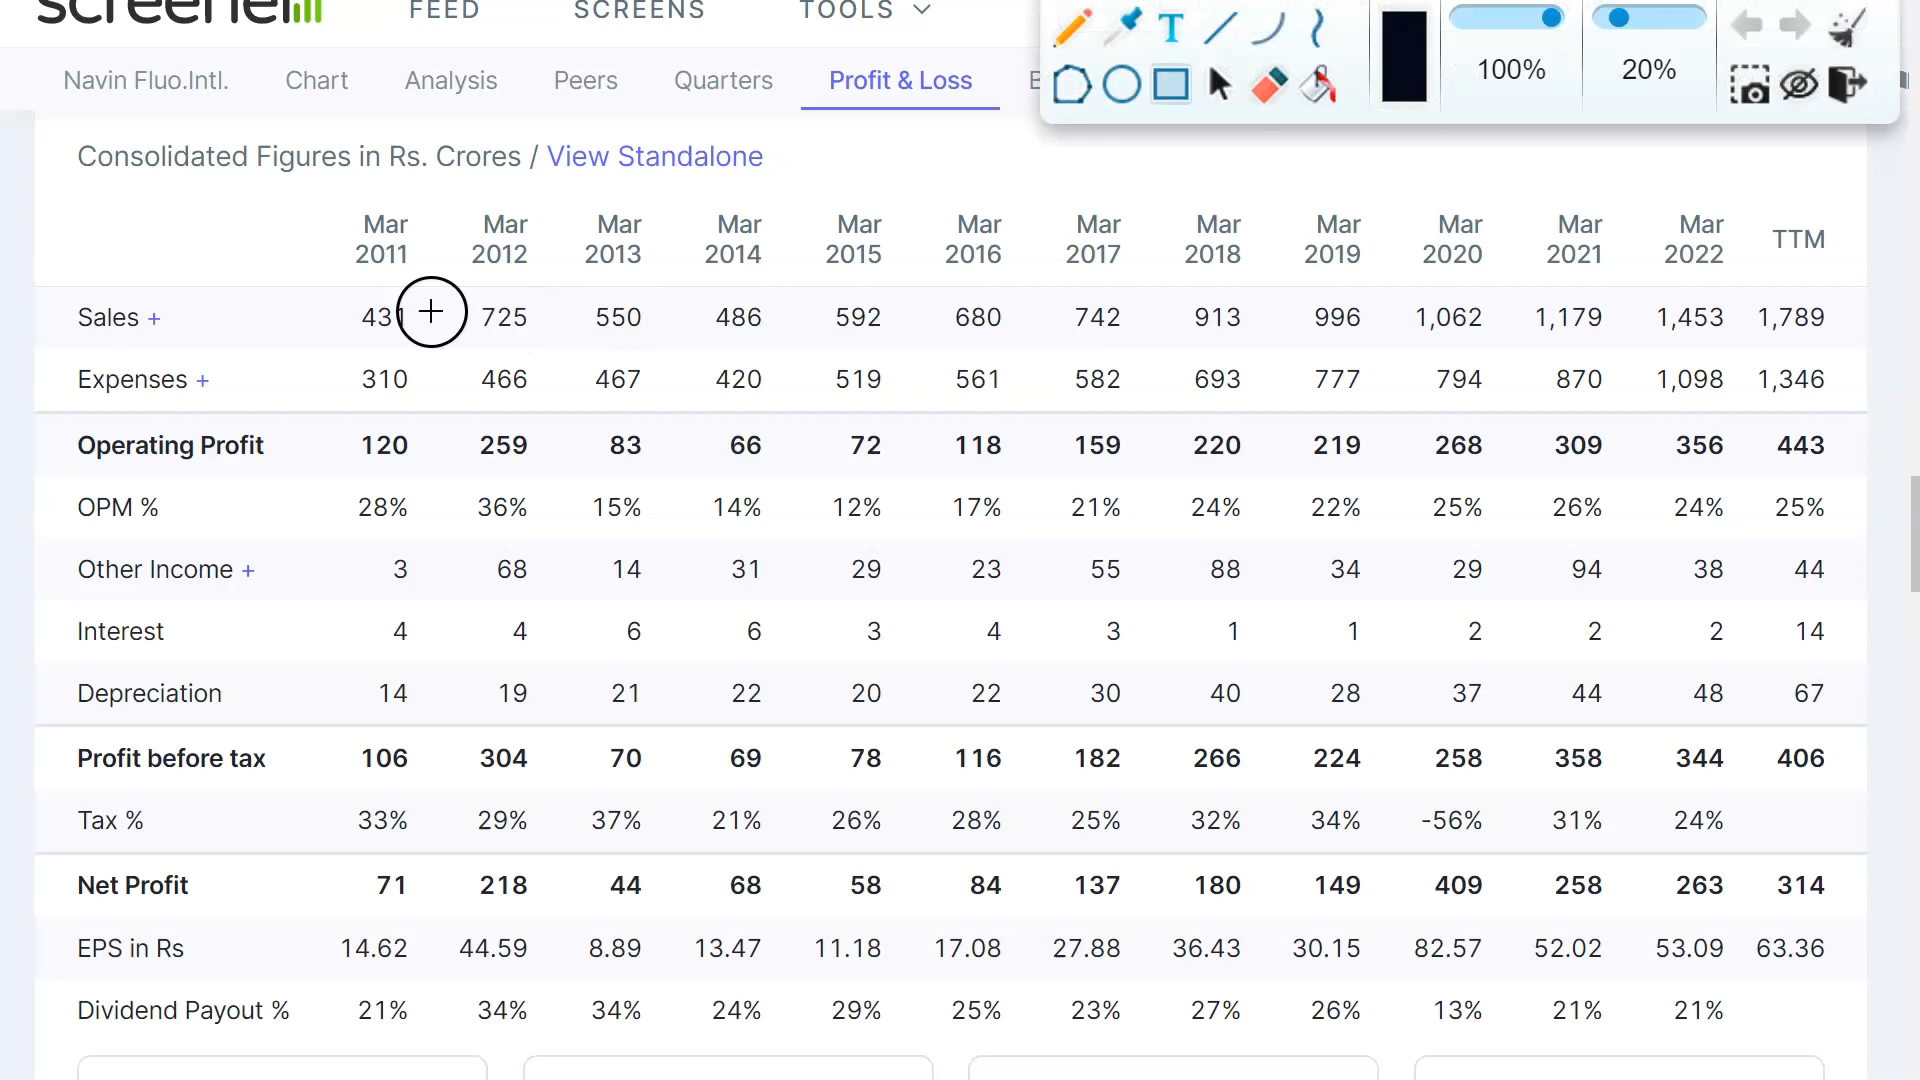 screener
FEED SCREENS TOOLS
100% 20%
Navin Fluo.Intl. Chart Analysis Peers Quarters Profit & Loss B
Consolidated Figures in Rs. Crores / View Standalone
Mar 2011 Mar 2012 Mar 2013 Mar 2014 Mar 2015 Mar 2016 Mar 2017 Mar 2018 Mar 2019 Mar 2020 Mar 2021 Mar 2022 TTM
Sales + 431 725 550 486 592 680 742 913 996 1,062 1,179 1,453 1,789
Expenses + 310 466 467 420 519 561 582 693 777 794 870 1,098 1,346
Operating Profit 120 259 83 66 72 118 159 220 219 268 309 356 443
OPM % 28% 36% 15% 14% 12% 17% 21% 24% 22% 25% 26% 24% 25%
Other Income + 3 68 14 31 29 23 55 88 34 29 94 38 44
Interest 4 4 6 6 3 4 3 1 1 2 2 2 14
Depreciation 14 19 21 22 20 22 30 40 28 37 44 48 67
Profit before tax 106 304 70 69 78 116 182 266 224 258 358 344 406
Tax % 33% 29% 37% 21% 26% 28% 25% 32% 34% -56% 31% 24%
Net Profit 71 218 44 68 58 84 137 180 149 409 258 263 314
EPS in Rs 14.62 44.59 8.89 13.47 11.18 17.08 27.88 36.43 30.15 82.57 52.02 53.09 63.36
Dividend Payout % 21% 34% 34% 24% 29% 25% 23% 27% 26% 13% 21% 21%